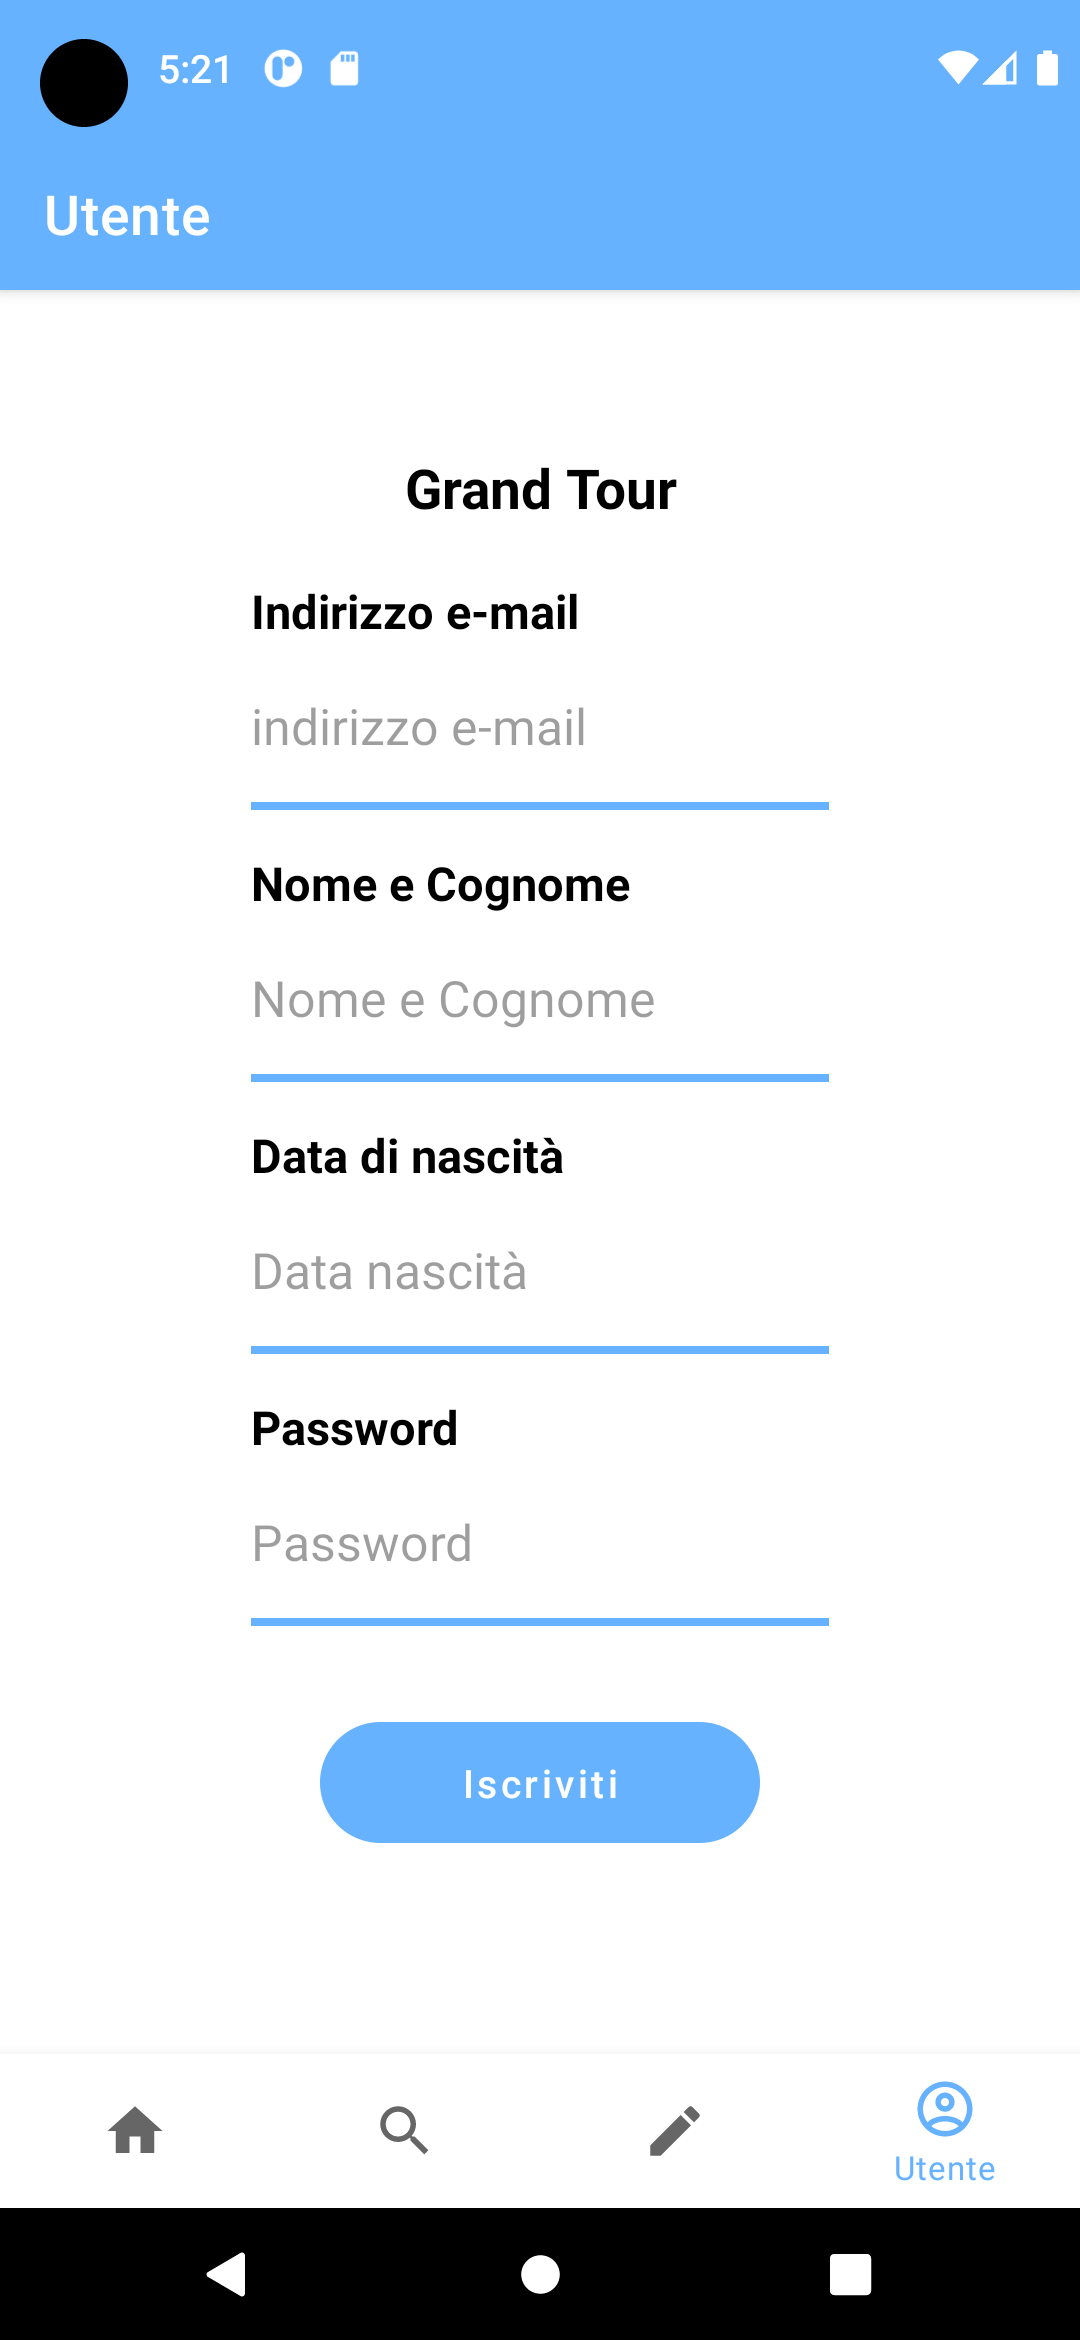 5:21
Utente
Grand Tour
Indirizzo e-mail
indirizzo e-mail
Nome e Cognome
Nome e Cognome
Data di nascità
Data nascità
Password
Password
Iscriviti
Utente